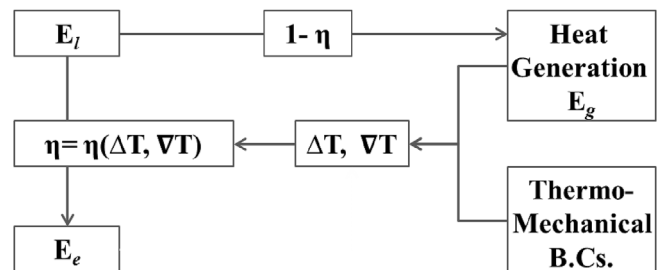 E_l
1- η
Heat
Generation
E_g
η= η(ΔT, ∇T)
ΔT, ∇T
Thermo-
Mechanical
B.Cs.
E_e